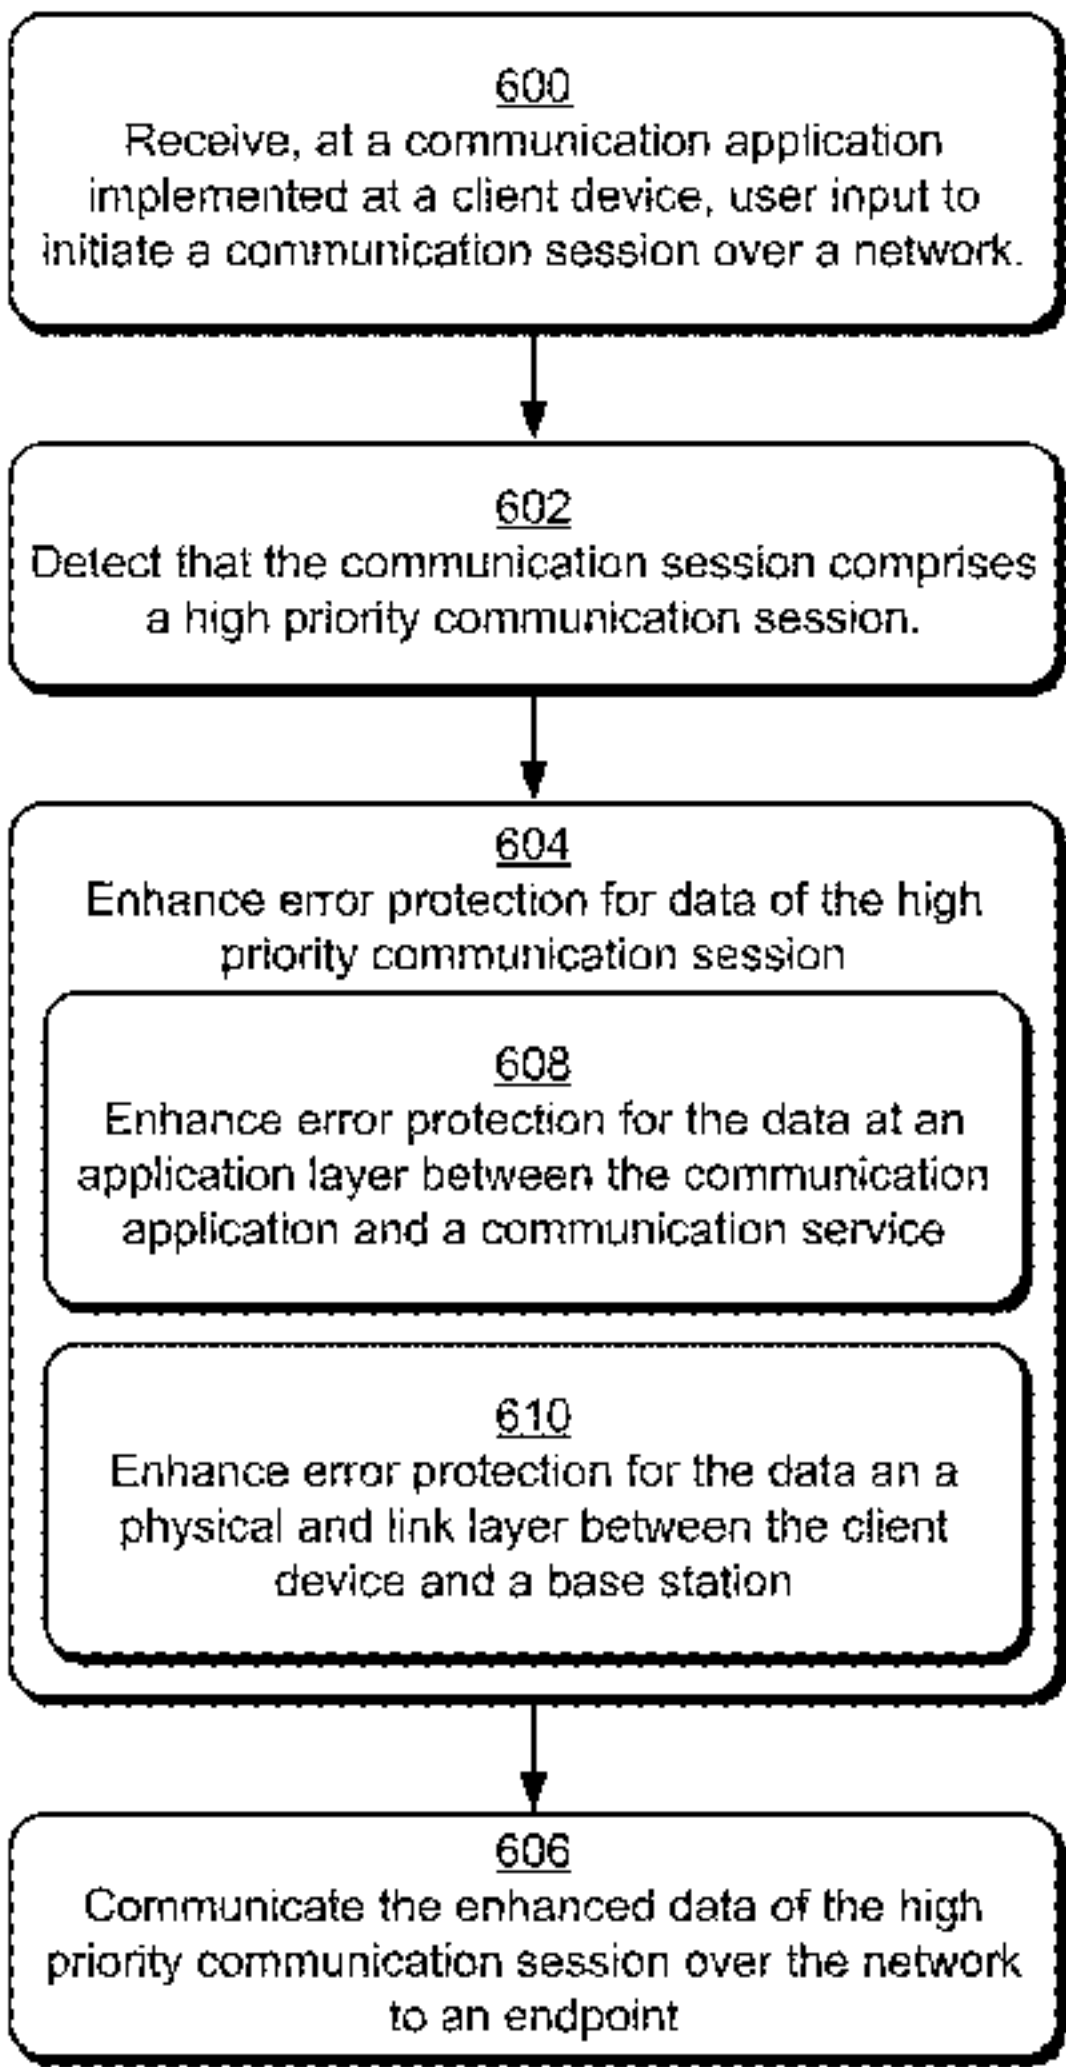 600
Receive, at a communication application
implemented at a client device, user input to
initiate a communication session over a network.
602
Detect that the communication session comprises
a high priority communication session.
604
Enhance error protection for data of the high
priority communication session
608
Enhance error protection for the data at an
application layer between the communication
application and a communication service
610
Enhance error protection for the data an a
physical and link layer between the client
device and a base station
606
Communicate the enhanced data of the high
priority communication session over the network
to an endpoint